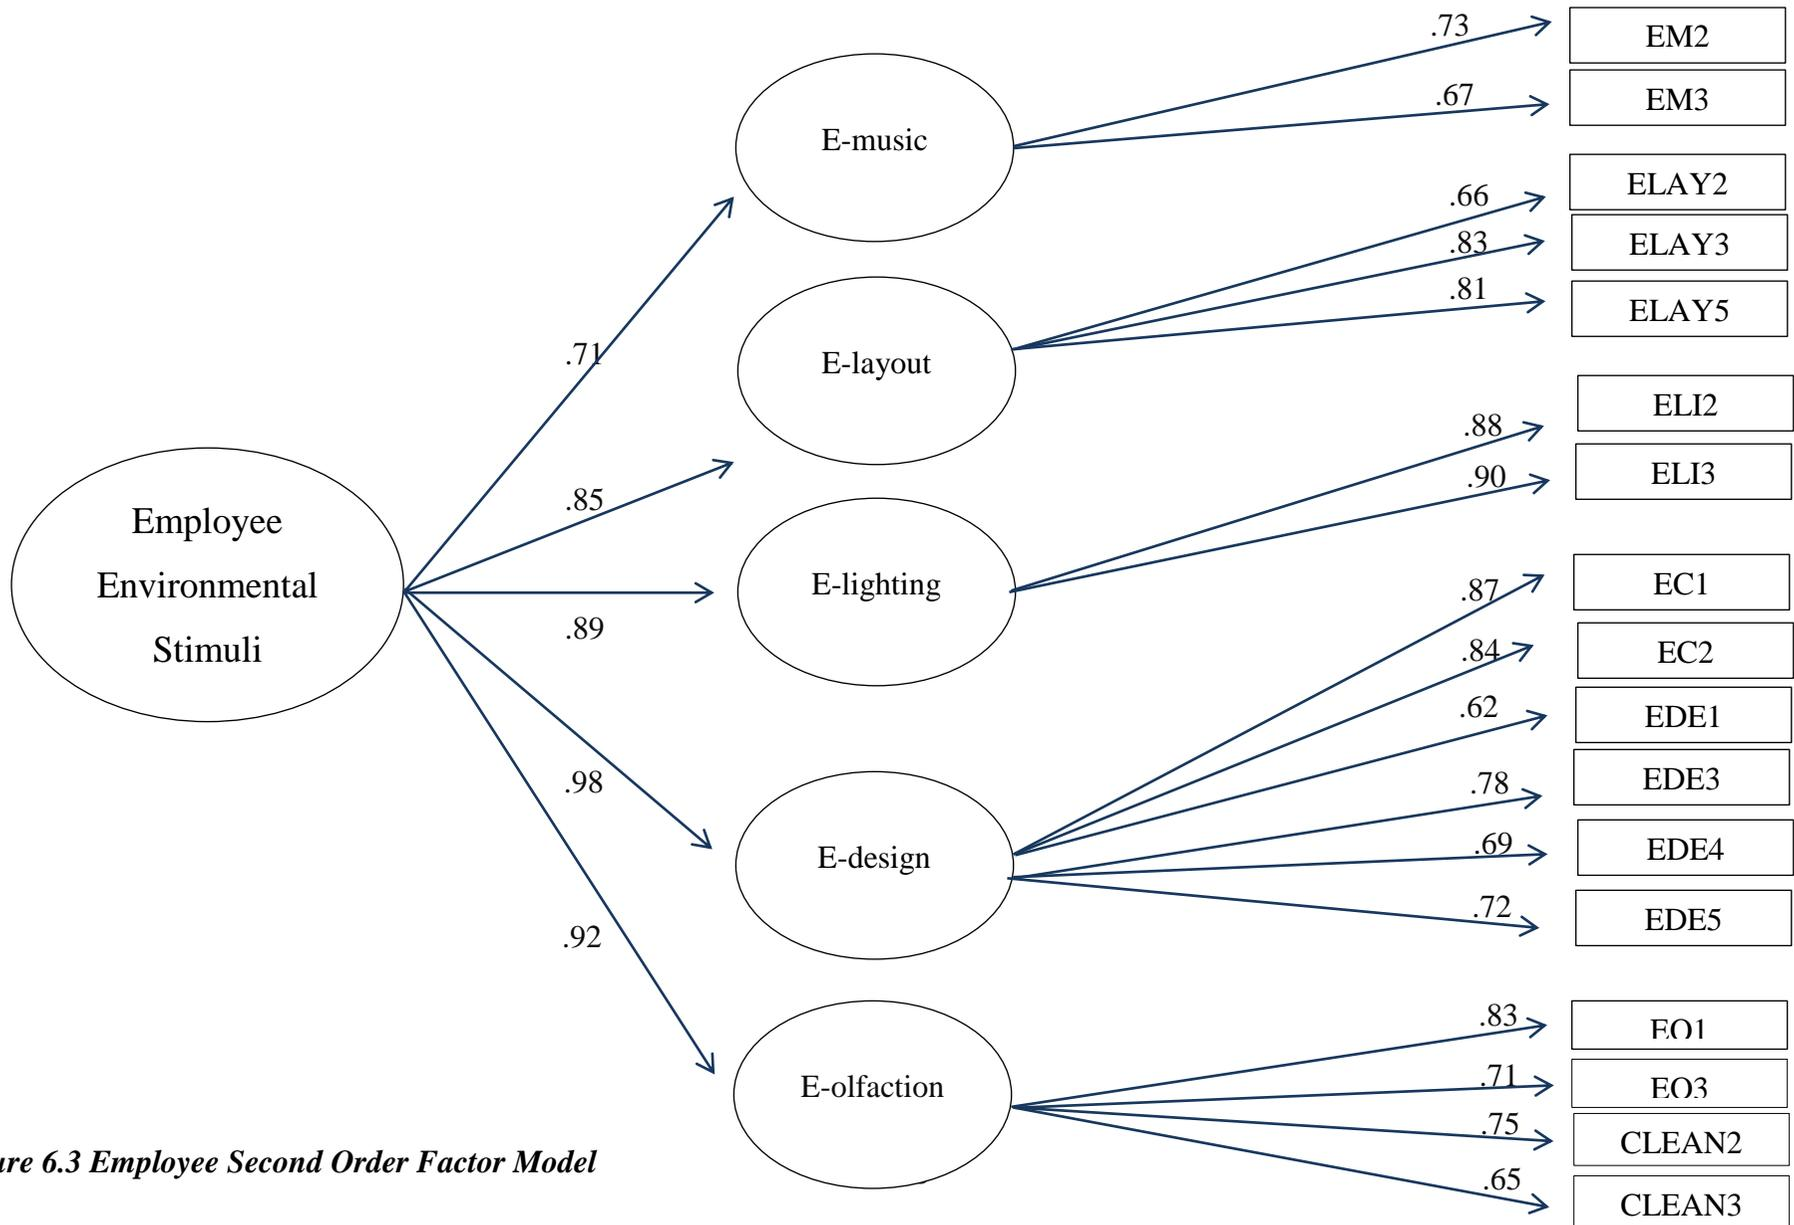 .73
EM2
.67
EM3
E-music
.66
ELAY2
.83
ELAY3
.81
ELAY5
.71
E-layout
.88
ELI2
.90
ELI3
.85
Employee
Environmental
Stimuli
E-lighting
.89
.87
EC1
.84
EC2
.62
EDE1
.78
EDE3
.98
E-design
.69
EDE4
.72
EDE5
.92
.83
EO1
.71
EO3
E-olfaction
.75
CLEAN2
.65
CLEAN3
6.3 Employee Second Order Factor Model